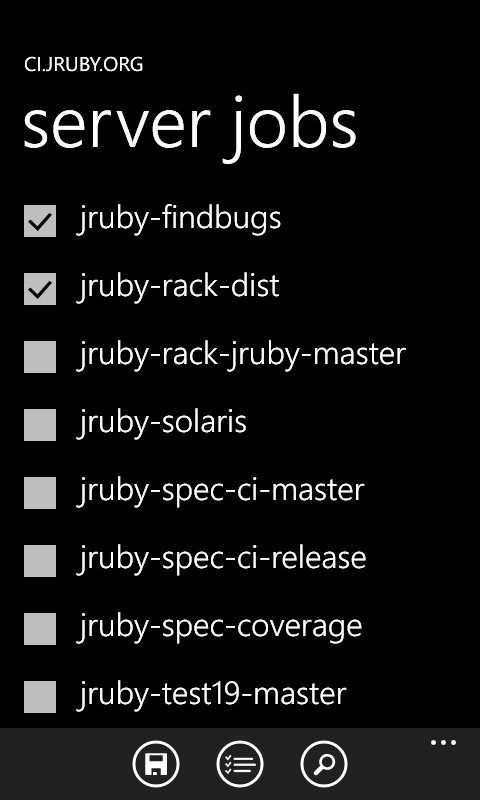 CI.JRUBY.ORG
server jobs
jruby-findbugs
jruby-rack-dist
jruby-rack-jruby-master
jruby-solaris
jruby-spec-ci-master
jruby-spec-ci-release
jruby-spec-coverage
jruby-test19-master